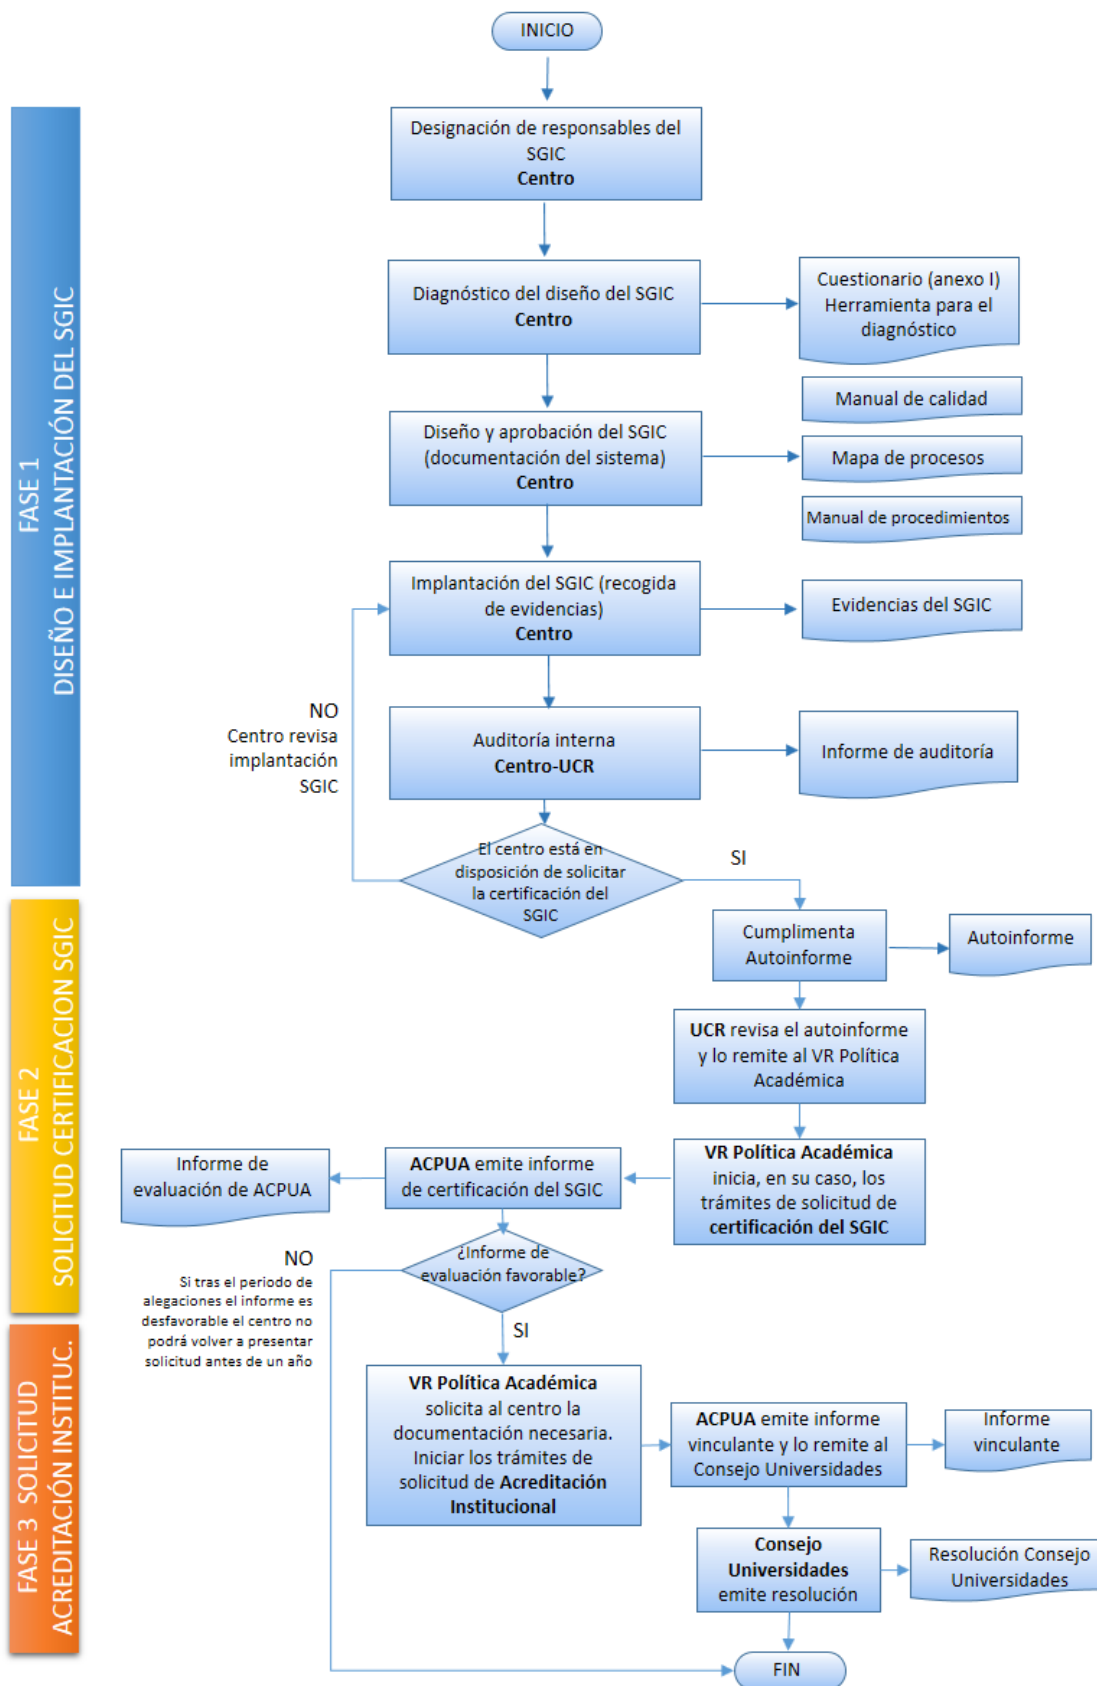 INICIO
FASE 1
DISEÑO E IMPLANTACIÓN DEL SGIC
Designación de responsables del
SGIC
Centro
Diagnóstico del diseño del SGIC
Centro
Cuestionario (anexo I)
Herramienta para el
diagnóstico
Manual de calidad
Diseño y aprobación del SGIC
(documentación del sistema)
Centro
Mapa de procesos
Manual de procedimientos
Implantación del SGIC (recogida
de evidencias)
Centro
Evidencias del SGIC
NO
Centro revisa
implantación
SGIC
Auditoría interna
Centro-UCR
Informe de auditoría
El centro está en
disposición de solicitar
la certificación del
SGIC
SI
FASE 2
SOLICITUD CERTIFICACION SGIC
Cumplimenta
Autoinforme
Autoinforme
UCR revisa el autoinforme
y lo remite al VR Política
Académica
VR Política Académica
inicia, en su caso, los
trámites de solicitud de
certificación del SGIC
ACPUA emite informe
de certificación del SGIC
Informe de
evaluación de ACPUA
¿Informe de
evaluación favorable?
NO
Si tras el periodo de
alegaciones el informe es
desfavorable el centro no
podrá volver a presentar
solicitud antes de un año
SI
FASE 3 SOLICITUD
ACREDITACIÓN INSTITUC.
VR Política Académica
solicita al centro la
documentación necesaria.
Iniciar los trámites de
solicitud de Acreditación
Institucional
ACPUA emite informe
vinculante y lo remite al
Consejo Universidades
Informe
vinculante
Consejo
Universidades
emite resolución
Resolución Consejo
Universidades
FIN